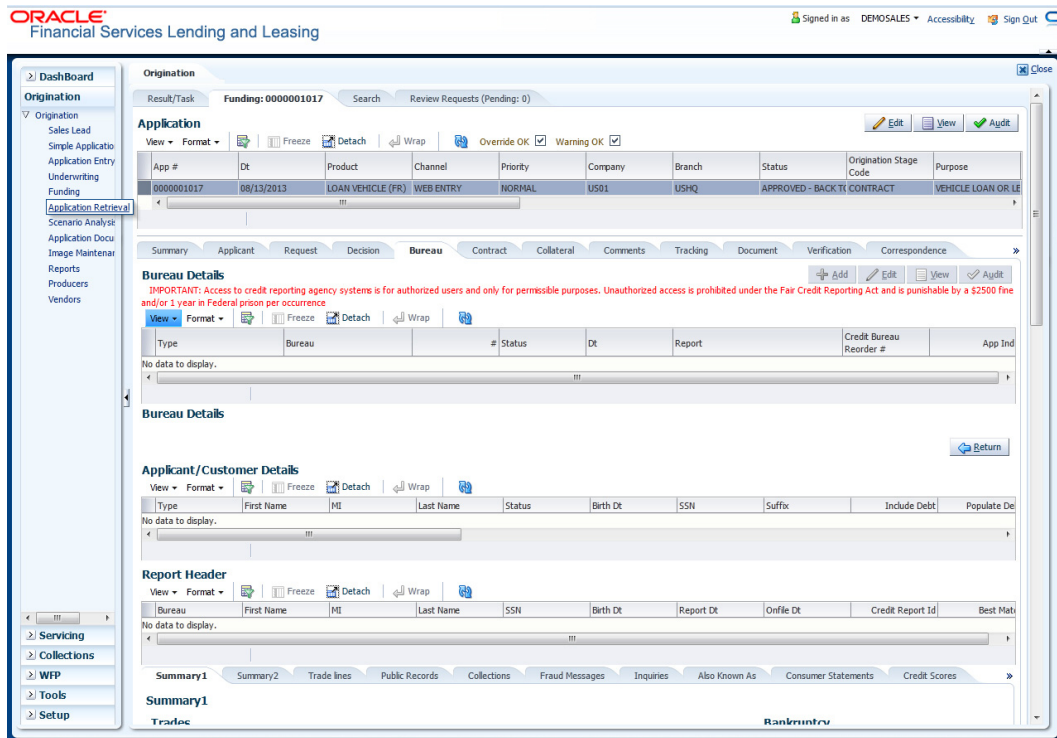 ORACLE
Financial Services Lending and Leasing
Signed in as DEMOSALES Accessibility Sign Out
Close
DashBoard
Origination
Origination
Sales Lead
Simple Applicatio
Application Entry
Underwriting
Funding
Application Retrieval
Scenario Analysis
Application Docu
Image Maintenar
Reports
Producers
Vendors
Servicing
Collections
WFP
Tools
Setup
Origination
Result/Task Funding: 0000001017 Search Review Requests (Pending: 0)
Application
Edit View Audit
View Format Freeze Detach Wrap Override OK Warning OK
App # Dt Product Channel Priority Company Branch Status Origination Stage Code Purpose
0000001017 08/13/2013 LOAN VEHICLE (FR) WEB ENTRY NORMAL US01 USHQ APPROVED - BACK TO CONTRACT VEHICLE LOAN OR LE
Summary Applicant Request Decision Bureau Contract Collateral Comments Tracking Document Verification Correspondence »
Bureau Details
Add Edit View Audit
IMPORTANT: Access to credit reporting agency systems is for authorized users and only for permissible purposes. Unauthorized access is prohibited under the Fair Credit Reporting Act and is punishable by a $2500 fine
and/or 1 year in Federal prison per occurrence
View Format Freeze Detach Wrap
Type Bureau # Status Dt Report Credit Bureau Reorder # App Ind
No data to display.
Bureau Details
Return
Applicant/Customer Details
View Format Freeze Detach Wrap
Type First Name MI Last Name Status Birth Dt SSN Suffix Include Debt Populate De
No data to display.
Report Header
View Format Freeze Detach Wrap
Bureau First Name MI Last Name SSN Birth Dt Report Dt Onfile Dt Credit Report Id Best Mat
No data to display.
Summary1 Summary2 Trade lines Public Records Collections Fraud Messages Inquiries Also Known As Consumer Statements Credit Scores »
Summary1
Trades Bankruptcy